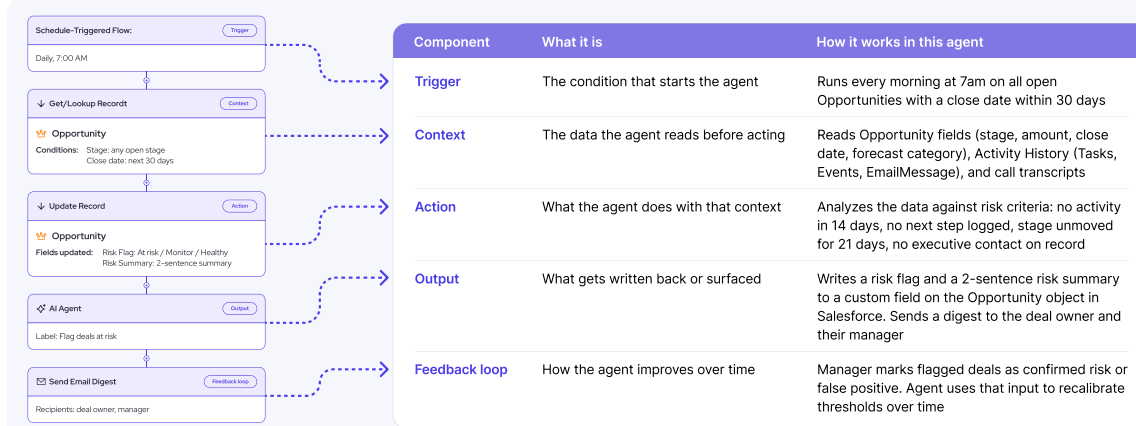 Schedule-Triggered Flow:
Trigger
Daily, 7:00 AM
Get/Lookup Recordt
Context
Opportunity
Conditions: Stage: any open stage
Close date: next 30 days
Update Record
Action
Opportunity
Fields updated: Risk Flag: At risk / Monitor / Healthy
Risk Summary: 2-sentence summary
AI Agent
Output
Label: Flag deals at risk
Send Email Digest
Feedback loop
Recipients: deal owner, manager
Component What it is How it works in this agent
Trigger
The condition that starts the agent
Runs every morning at 7am on all open
Opportunities with a close date within 30 days
Context
The data the agent reads before acting
Reads Opportunity fields (stage, amount, close
date, forecast category), Activity History (Tasks,
Events, EmailMessage), and call transcripts
Action
What the agent does with that context
Analyzes the data against risk criteria: no activity
in 14 days, no next step logged, stage unmoved
for 21 days, no executive contact on record
Output
What gets written back or surfaced
Writes a risk flag and a 2-sentence risk summary
to a custom field on the Opportunity object in
Salesforce. Sends a digest to the deal owner and
their manager
Feedback loop
How the agent improves over time
Manager marks flagged deals as confirmed risk or
false positive. Agent uses that input to recalibrate
thresholds over time